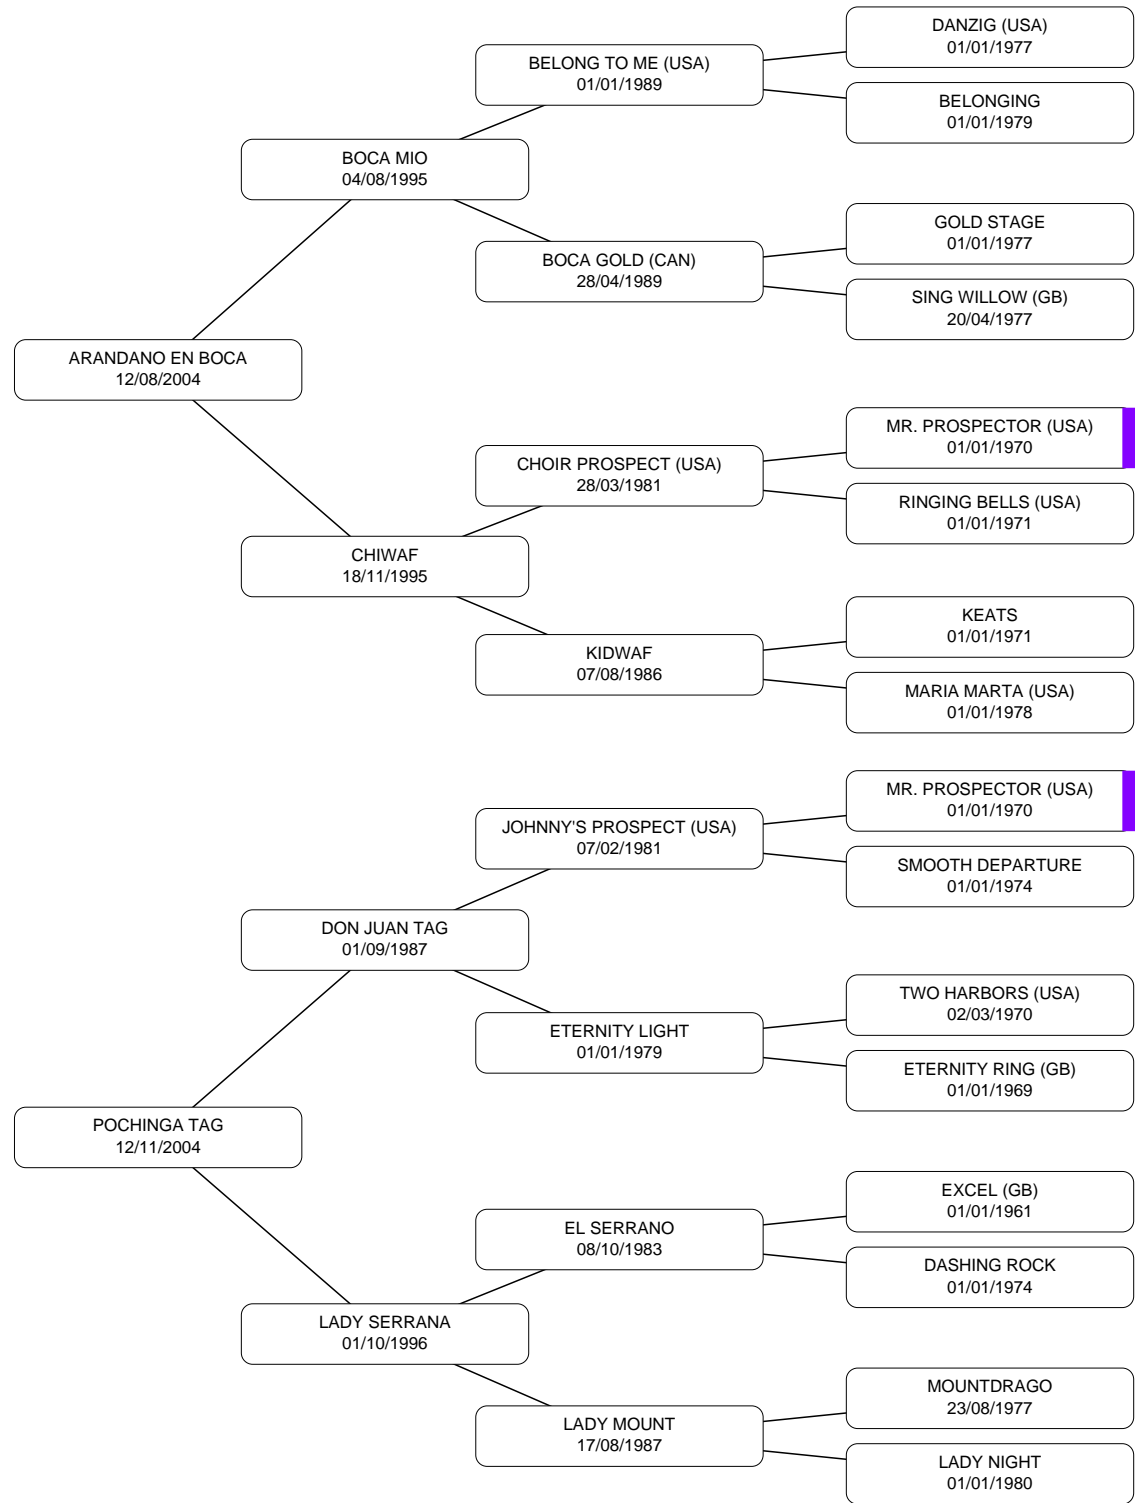 DANZIG (USA)
01/01/1977
BELONG TO ME (USA)
01/01/1989
BELONGING
01/01/1979
BOCA MIO
04/08/1995
GOLD STAGE
01/01/1977
BOCA GOLD (CAN)
28/04/1989
SING WILLOW (GB)
20/04/1977
ARANDANO EN BOCA
12/08/2004
MR. PROSPECTOR (USA)
01/01/1970
CHOIR PROSPECT (USA)
28/03/1981
RINGING BELLS (USA)
01/01/1971
CHIWAF
18/11/1995
KEATS
01/01/1971
KIDWAF
07/08/1986
MARIA MARTA (USA)
01/01/1978
MR. PROSPECTOR (USA)
01/01/1970
JOHNNY'S PROSPECT (USA)
07/02/1981
SMOOTH DEPARTURE
01/01/1974
DON JUAN TAG
01/09/1987
TWO HARBORS (USA)
02/03/1970
ETERNITY LIGHT
01/01/1979
ETERNITY RING (GB)
01/01/1969
POCHINGA TAG
12/11/2004
EXCEL (GB)
01/01/1961
EL SERRANO
08/10/1983
DASHING ROCK
01/01/1974
LADY SERRANA
01/10/1996
MOUNTDRAGO
23/08/1977
LADY MOUNT
17/08/1987
LADY NIGHT
01/01/1980